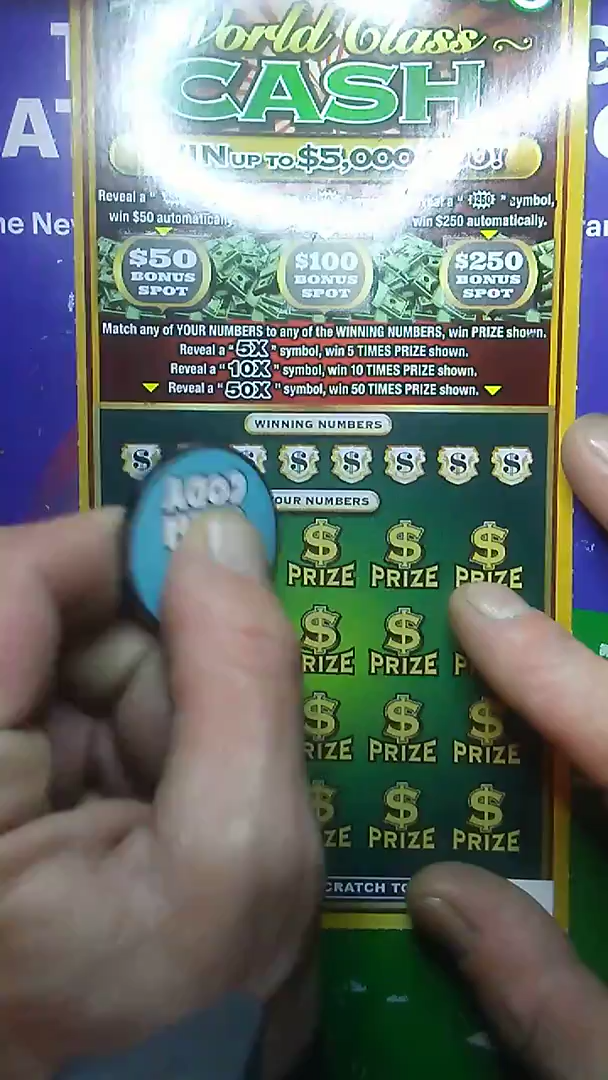 World Class
CASH
WIN UP TO $5,000
Reveal a " " symbol,
win $50 automatically
win $250 automatically.
$50
BONUS
SPOT
$100
BONUS
SPOT
$250
BONUS
SPOT
Match any of YOUR NUMBERS to any of the WINNING NUMBERS, win PRIZE shown.
Reveal a "5X" symbol, win 5 TIMES PRIZE shown.
Reveal a "10X" symbol, win 10 TIMES PRIZE shown.
Reveal a "50X" symbol, win 50 TIMES PRIZE shown.
WINNING NUMBERS
$ $ $ $ $ $
YOUR NUMBERS
$ $ $
PRIZE PRIZE PRIZE
$ $
RIZE PRIZE P
$ $ $
RIZE PRIZE PRIZE
$ $ $
ZE PRIZE PRIZE
SCRATCH TO